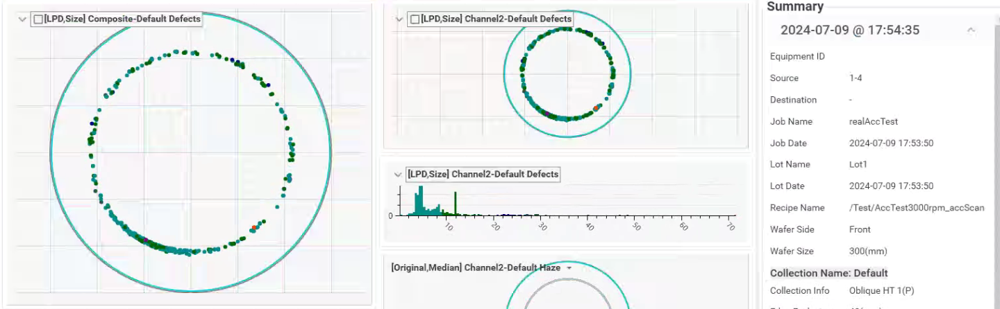 [LPD,Size] Composite-Default Defects
[LPD,Size] Channel2-Default Defects
[LPD,Size] Channel2-Default Defects
0
10 20 30 40 50 60 70
[Original,Median] Channel2-Default Haze
Summary
2024-07-09 @ 17:54:35
Equipment ID
Source 1-4
Destination -
Job Name realAccTest
Job Date 2024-07-09 17:53:50
Lot Name Lot1
Lot Date 2024-07-09 17:53:50
Recipe Name /Test/AccTest3000rpm_accScan
Wafer Side Front
Wafer Size 300(mm)
Collection Name: Default
Collection Info Oblique HT 1(P)